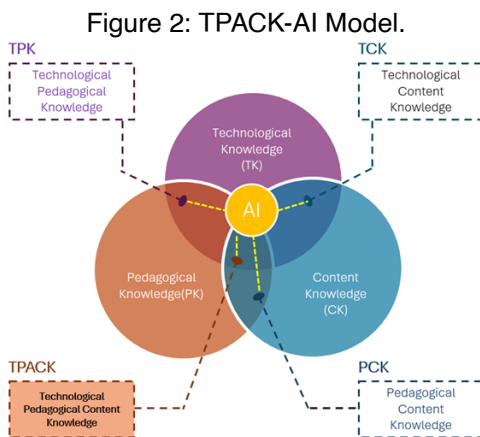 Figure 2: TPACK-AI Model.
TPK
Technological
Pedagogical
Knowledge
TCK
Technological
Content
Knowledge
Technological
Knowledge
(TK)
AI
Pedagogical
Knowledge(PK)
Content
Knowledge
(CK)
TPACK
Technological
Pedagogical Content
Knowledge
PCK
Pedagogical
Content
Knowledge